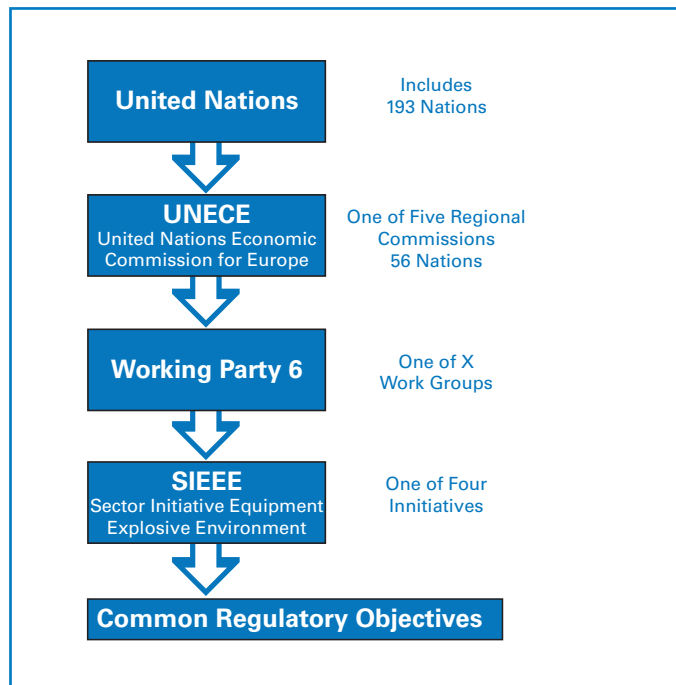 United Nations
Includes
193 Nations
UNECE
United Nations Economic
Commission for Europe
One of Five Regional
Commissions
56 Nations
Working Party 6
One of X
Work Groups
SIEEE
Sector Initiative Equipment
Explosive Environment
One of Four
Innitiatives
Common Regulatory Objectives